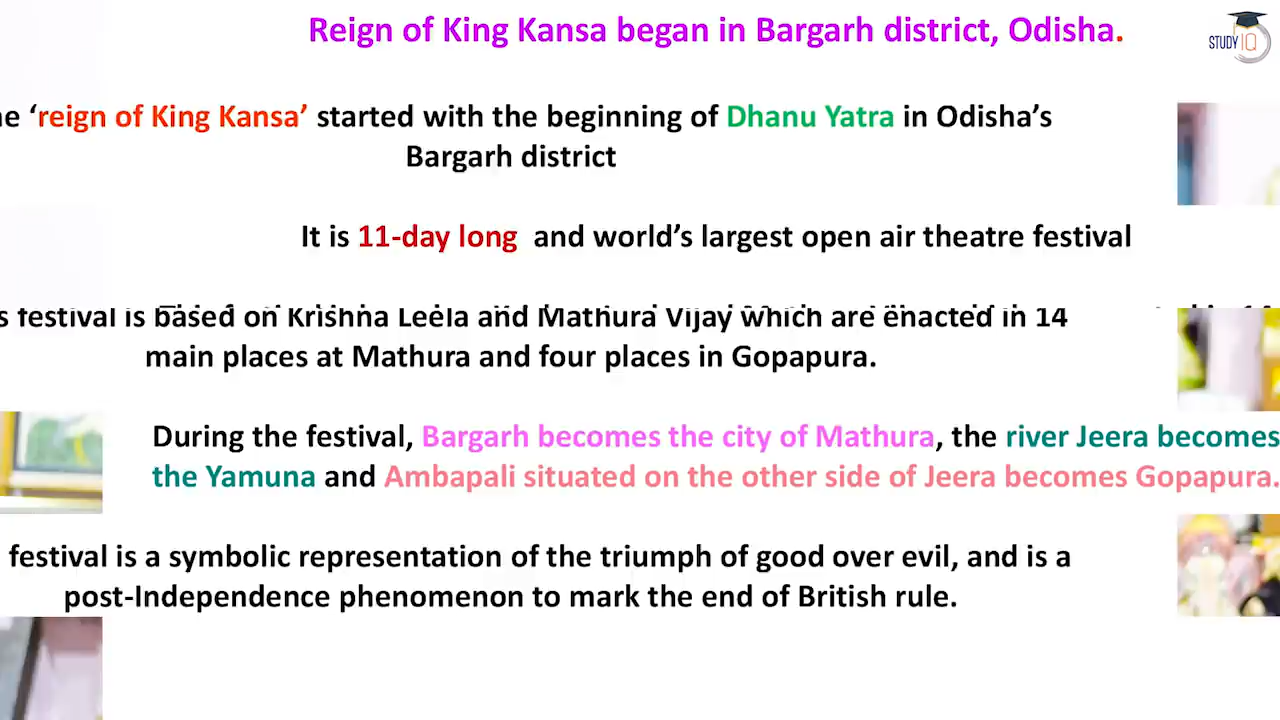 Reign of King Kansa began in Bargarh district, Odisha.
STUDY IQ
‘reign of King Kansa’ started with the beginning of Dhanu Yatra in Odisha’s
Bargarh district
It is 11-day long and world’s largest open air theatre festival
festival is based on Krishna Leela and Mathura Vijay which are enacted in 14
main places at Mathura and four places in Gopapura.
During the festival, Bargarh becomes the city of Mathura, the river Jeera becomes
the Yamuna and Ambapali situated on the other side of Jeera becomes Gopapura.
festival is a symbolic representation of the triumph of good over evil, and is a
post-Independence phenomenon to mark the end of British rule.